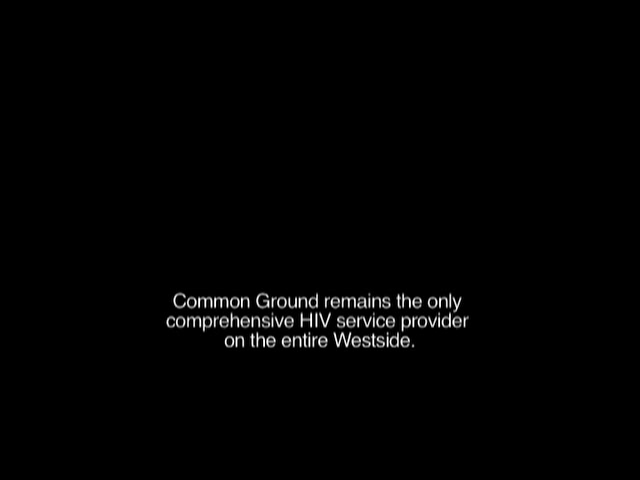 Common Ground remains the only
comprehensive HIV service provider
on the entire Westside.